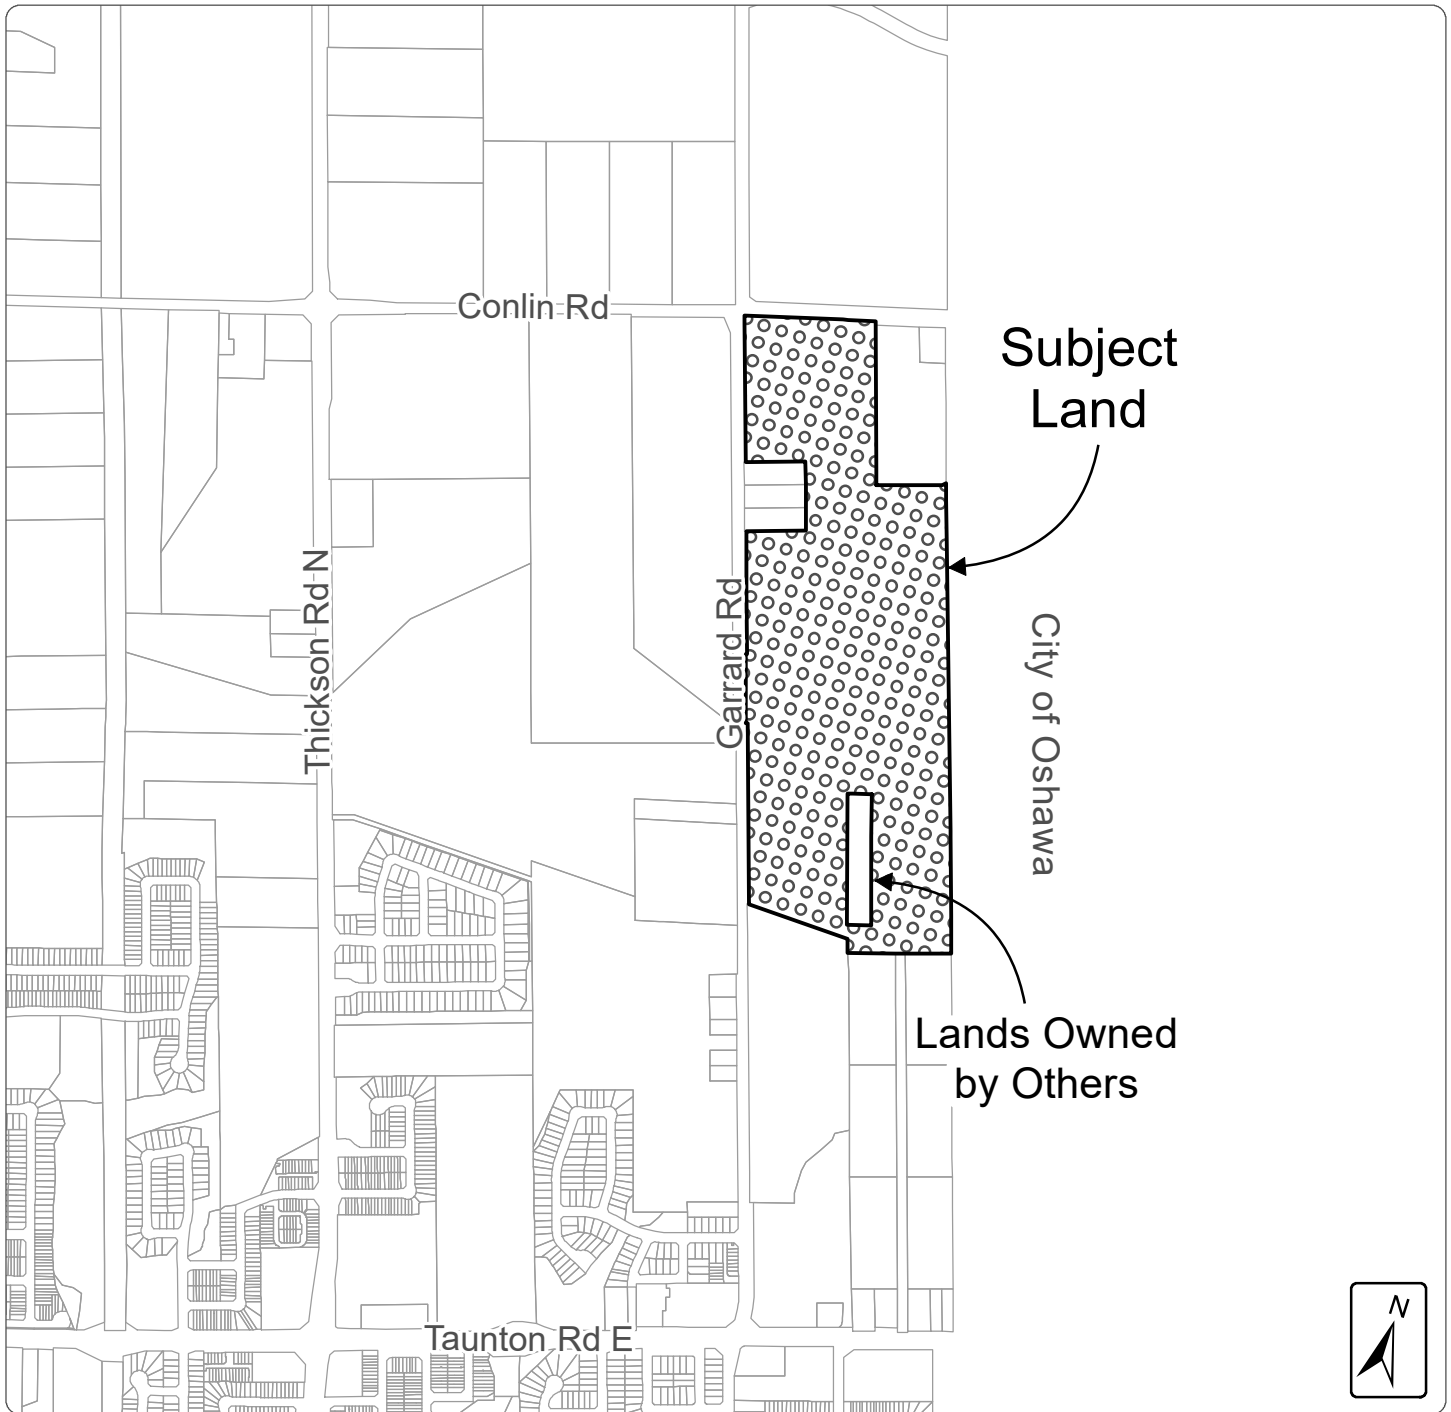 Conlin Rd
Subject
Land
Thickson Rd N
Garrard Rd
City of Oshawa
Lands Owned
by Others
Taunton Rd E
N